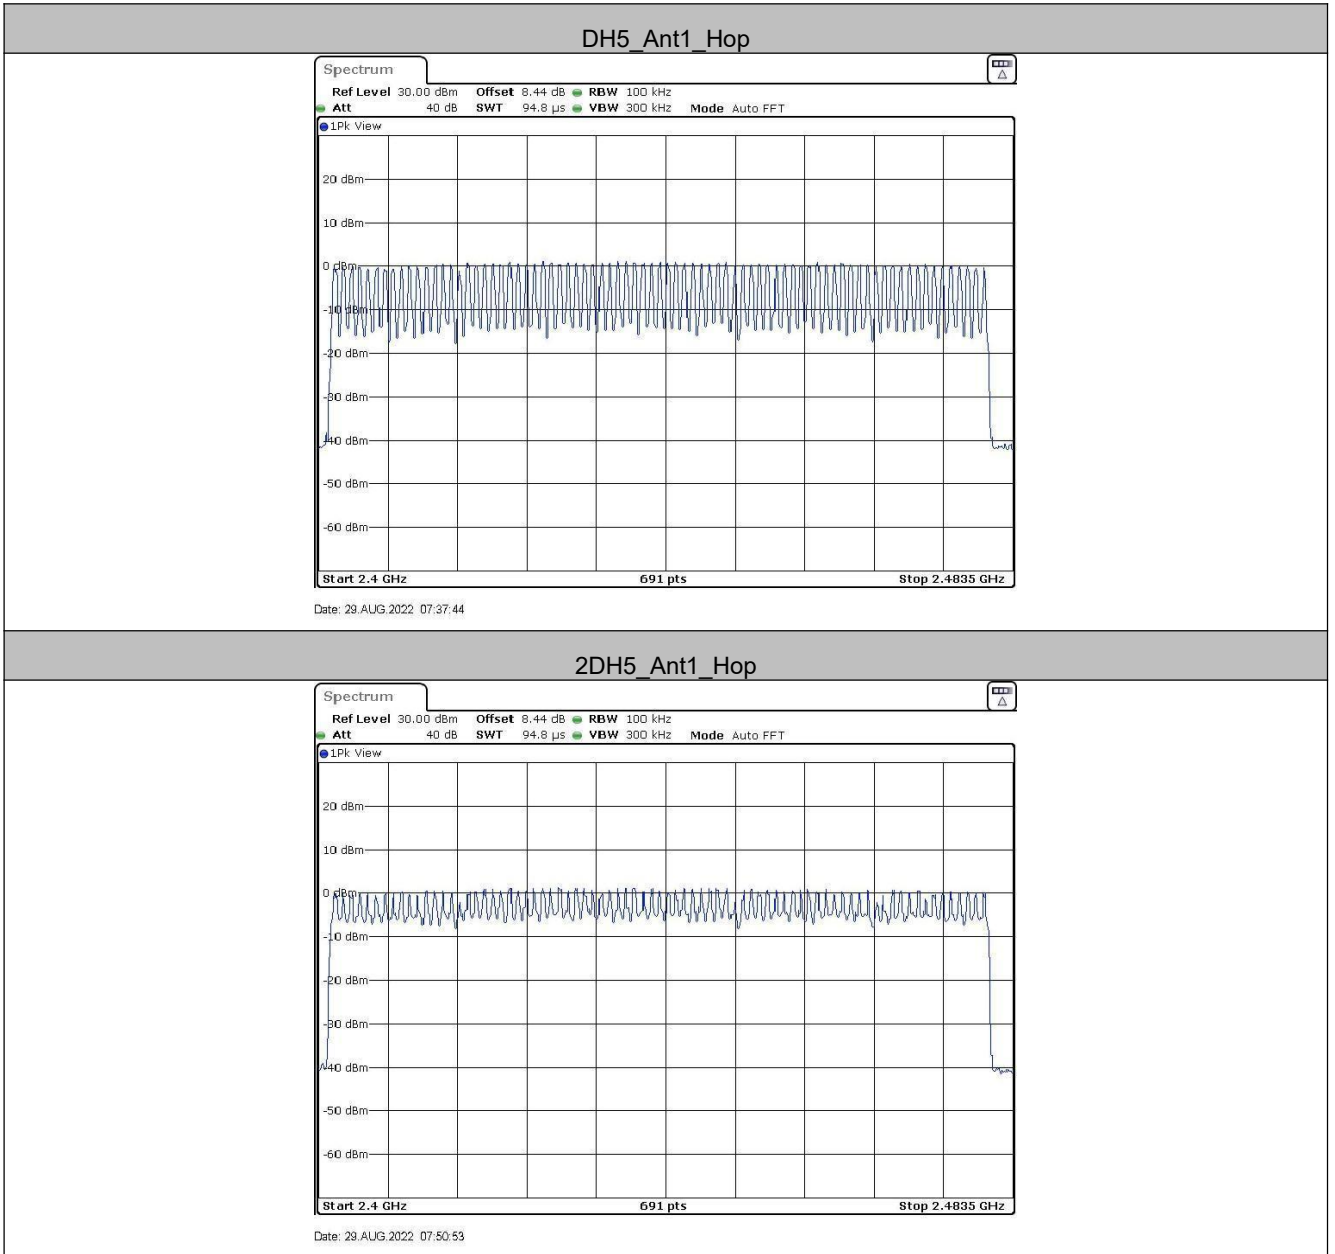 DH5_Ant1_Hop
Spectrum
Ref Level 30.00 dBm Offset 8.44 dB RBW 100 kHz
Att 40 dB SWT 94.8 µs VBW 300 kHz Mode Auto FFT
1Pk View
20 dBm
10 dBm
0 dBm
-10 dBm
-20 dBm
-30 dBm
-40 dBm
-50 dBm
-60 dBm
Start 2.4 GHz 691 pts Stop 2.4835 GHz
Date: 29.AUG.2022 07:37:44
2DH5_Ant1_Hop
Spectrum
Ref Level 30.00 dBm Offset 8.44 dB RBW 100 kHz
Att 40 dB SWT 94.8 µs VBW 300 kHz Mode Auto FFT
1Pk View
20 dBm
10 dBm
0 dBm
-10 dBm
-20 dBm
-30 dBm
-40 dBm
-50 dBm
-60 dBm
Start 2.4 GHz 691 pts Stop 2.4835 GHz
Date: 29.AUG.2022 07:50:53